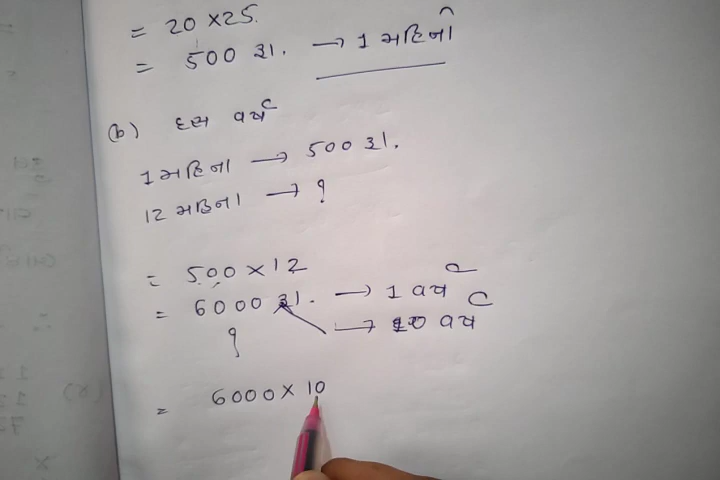 = 20 × 25.
= 500 રૂા. → 1 મહિનો
(b) દસ વર્ષ
1 મહિના → 500 રૂા.
12 મહિના → ?
= 500 × 12
= 6000 રૂા. → 1 વર્ષ
? → 10 વર્ષ
= 6000 × 10